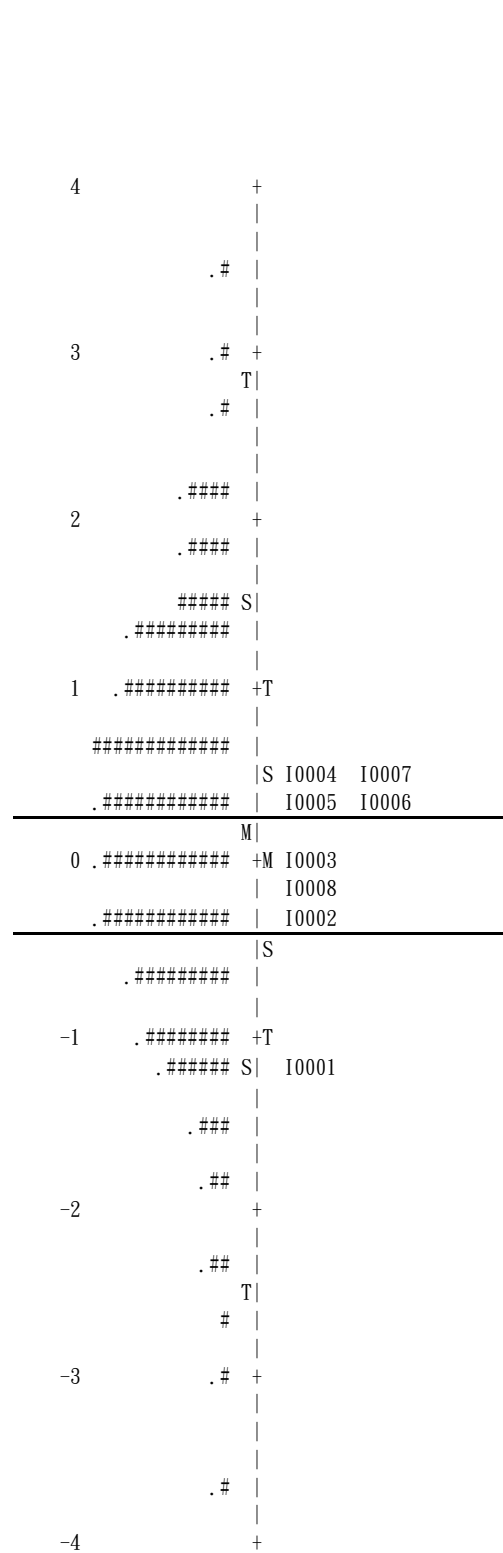 4 +
|
|
.# |
|
|
3 .# +
T|
.# |
|
|
.#### |
2 +
.#### |
|
##### S|
.######### |
|
1 .########## +T
|
############# |
|S I0004 I0007
.############ | I0005 I0006
M|
0 .############ +M I0003
| I0008
.############ | I0002
|S
.######### |
|
-1 .######## +T
.###### S| I0001
|
.### |
|
.## |
-2 +
|
.## |
T|
# |
|
-3 .# +
|
|
|
.# |
|
-4 +